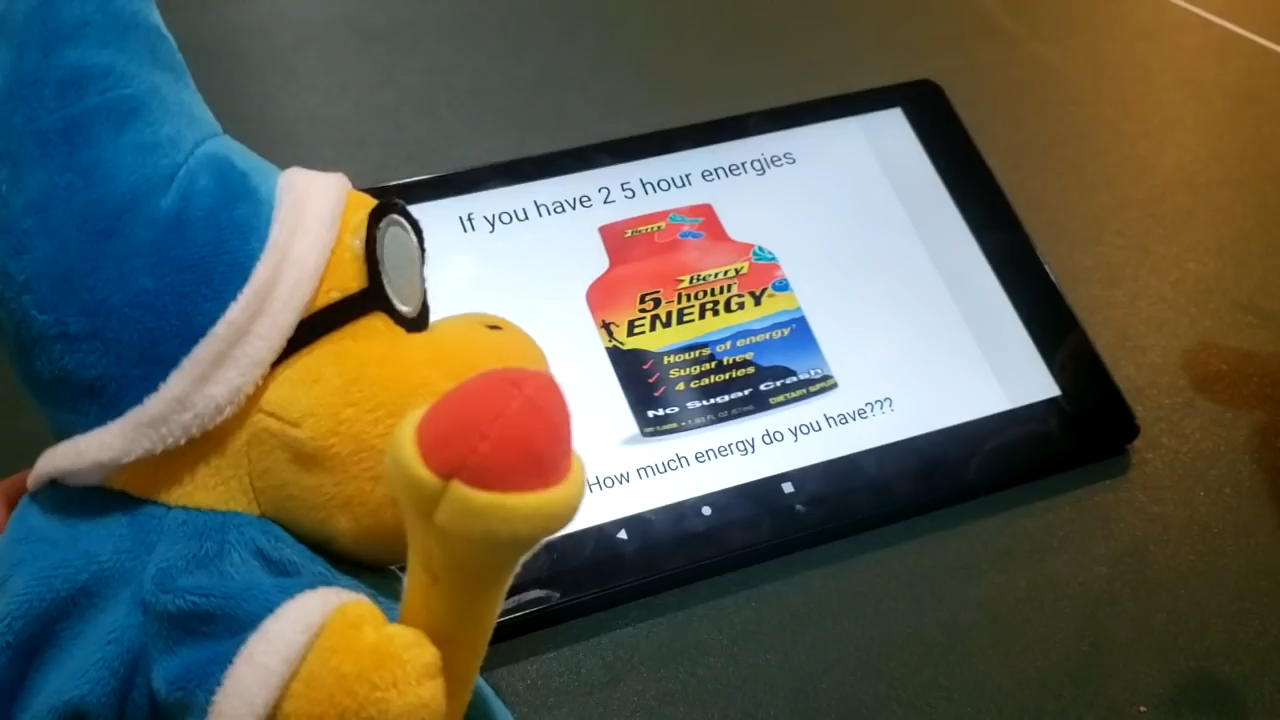 If you have 2 5 hour energies
Berry
Berry
5-hour
ENERGY
Hours of energy
Sugar free
4 calories
No Sugar Crash
DIETARY
How much energy do you have???